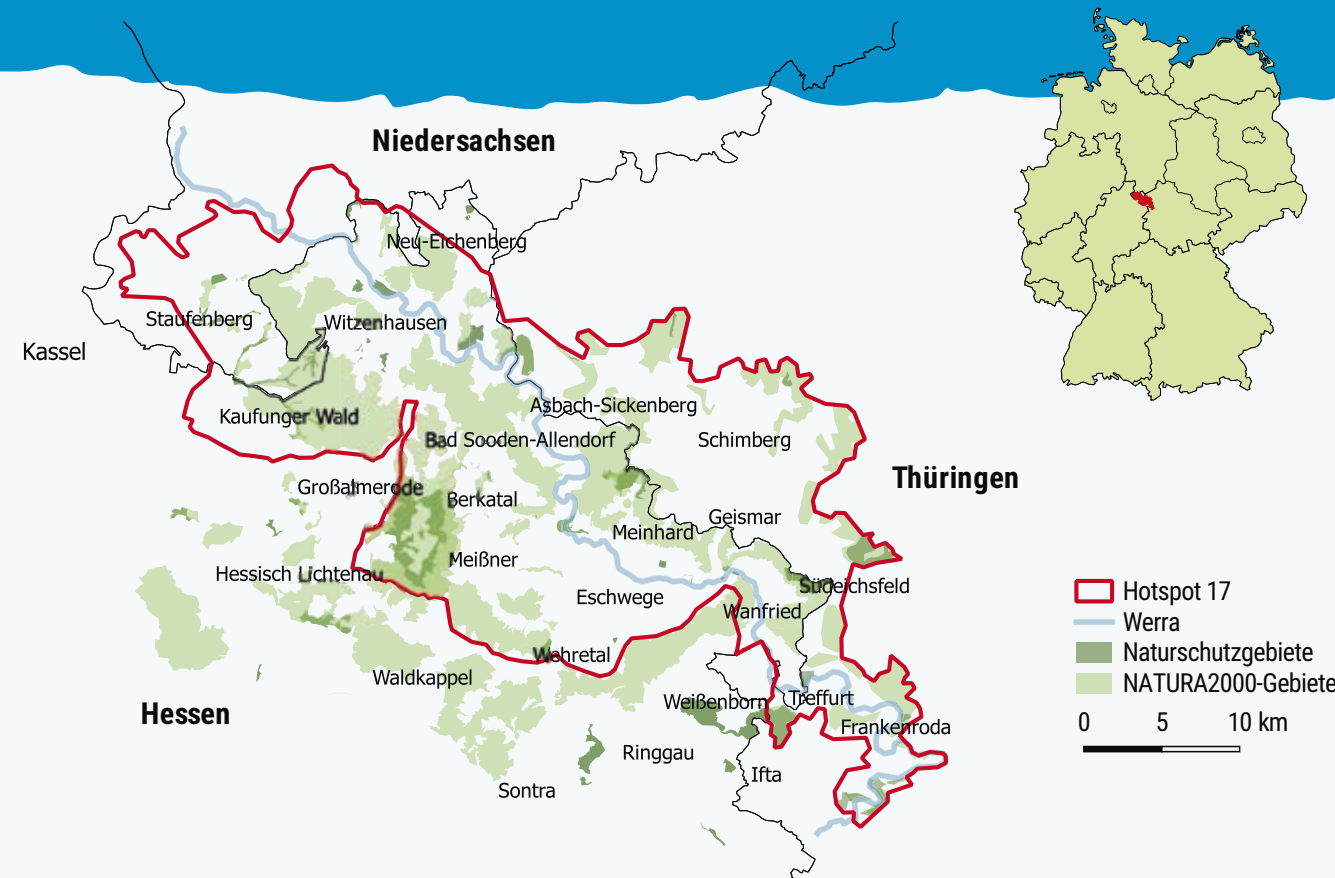 Niedersachsen
Neu-Eichenberg
Staufenberg
Witzenhausen
Kassel
Asbach-Sickenberg
Kaufunger Wald
Bad Sooden-Allendorf
Schimberg
Thüringen
Großalmerode
Berkatal
Geismar
Meinhard
Meißner
Hessisch Lichtenau
Südeichsfeld
Eschwege
Wanfried
Wehretal
Waldkappel
Weißenborn
Treffurt
Hessen
Frankenroda
Ringgau
Ifta
Sontra
Hotspot 17
Werra
Naturschutzgebiete
NATURA2000-Gebiete
0 5 10 km